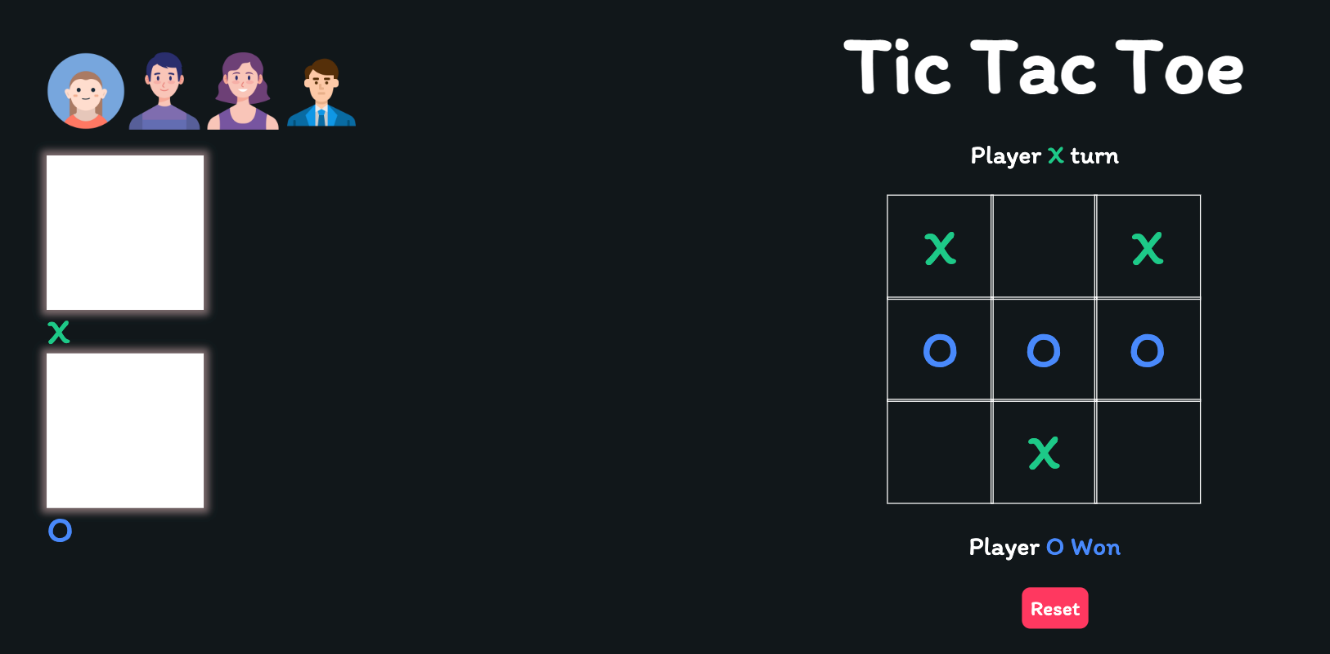 Tic Tac Toe
Player X turn
X X
X
O O O
X
O
Player O Won
Reset